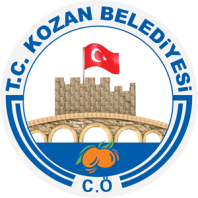 T.C. KOZAN BELEDİYESİ
C.Ö